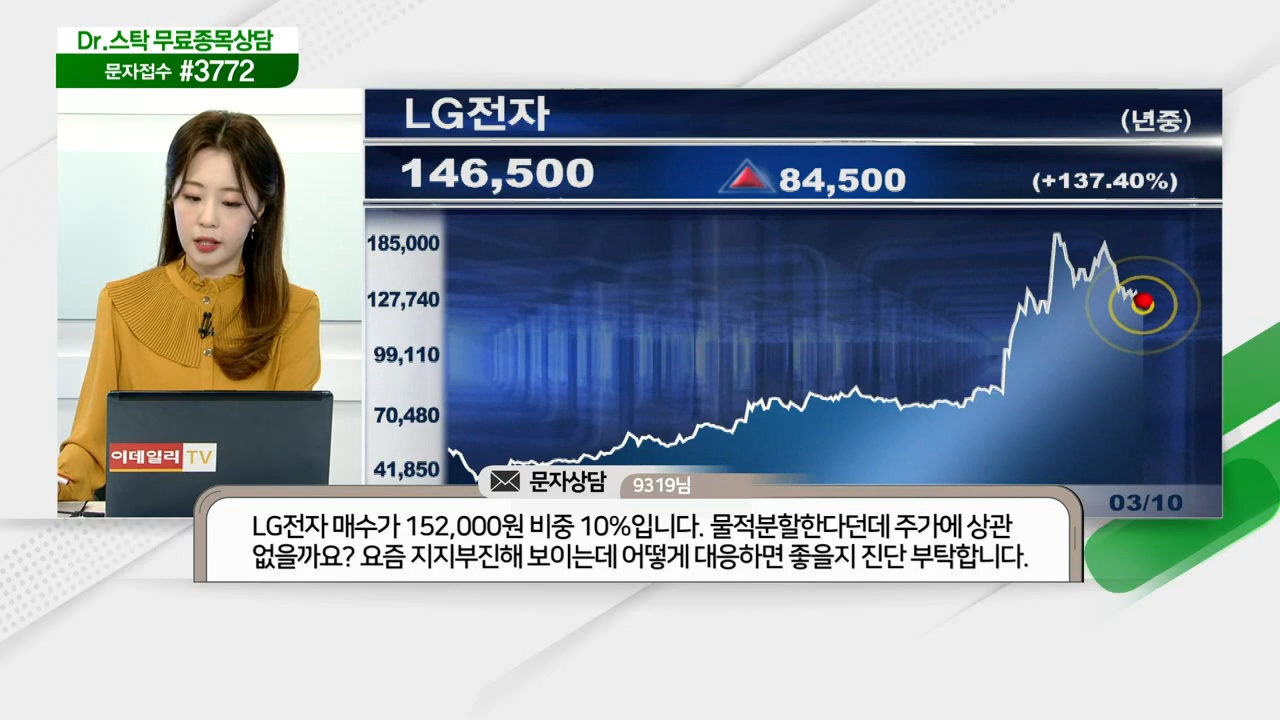 Dr.스탁 무료종목상담
문자접수 #3772
LG전자
(년중)
146,500 84,500 (+137.40%)
185,000
127,740
99,110
70,480
41,850
03/10
이데일리TV
문자상담 9319님
LG전자 매수가 152,000원 비중 10%입니다. 물적분할한다던데 주가에 상관
없을까요? 요즘 지지부진해 보이는데 어떻게 대응하면 좋을지 진단 부탁합니다.